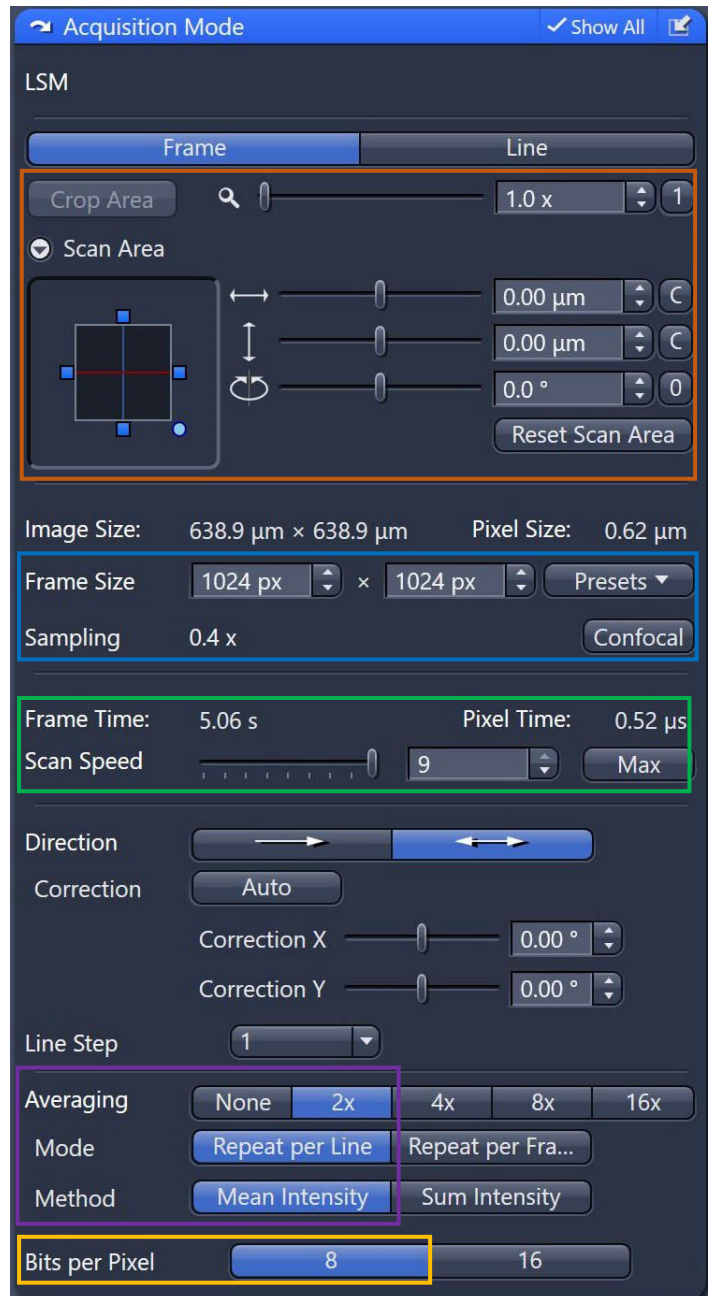 Acquisition Mode Show All
LSM
Frame Line
Crop Area 1.0 x 1
Scan Area
0.00 µm C
0.00 µm C
0.0 ° 0
Reset Scan Area
Image Size: 638.9 µm × 638.9 µm Pixel Size: 0.62 µm
Frame Size 1024 px × 1024 px Presets
Sampling 0.4 x Confocal
Frame Time: 5.06 s Pixel Time: 0.52 µs
Scan Speed 9 Max
Direction
Correction Auto
Correction X 0.00 °
Correction Y 0.00 °
Line Step 1
Averaging None 2x 4x 8x 16x
Mode Repeat per Line Repeat per Fra...
Method Mean Intensity Sum Intensity
Bits per Pixel 8 16